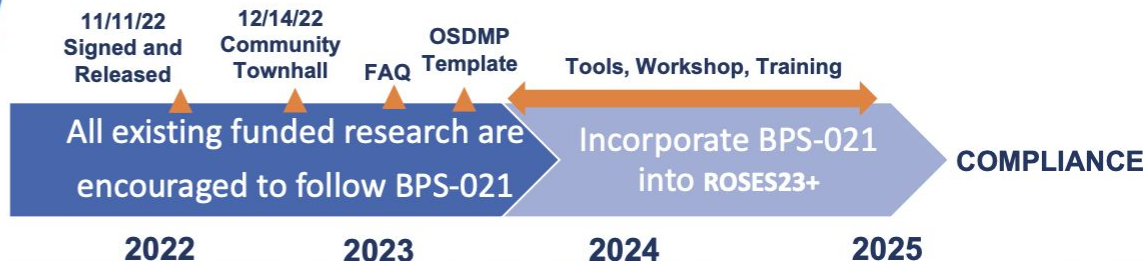 11/11/22
Signed and
Released
12/14/22
Community
Townhall
FAQ
OSDMP
Template
Tools, Workshop, Training
All existing funded research are
encouraged to follow BPS-021
Incorporate BPS-021
into ROSES23+
COMPLIANCE
2022
2023
2024
2025